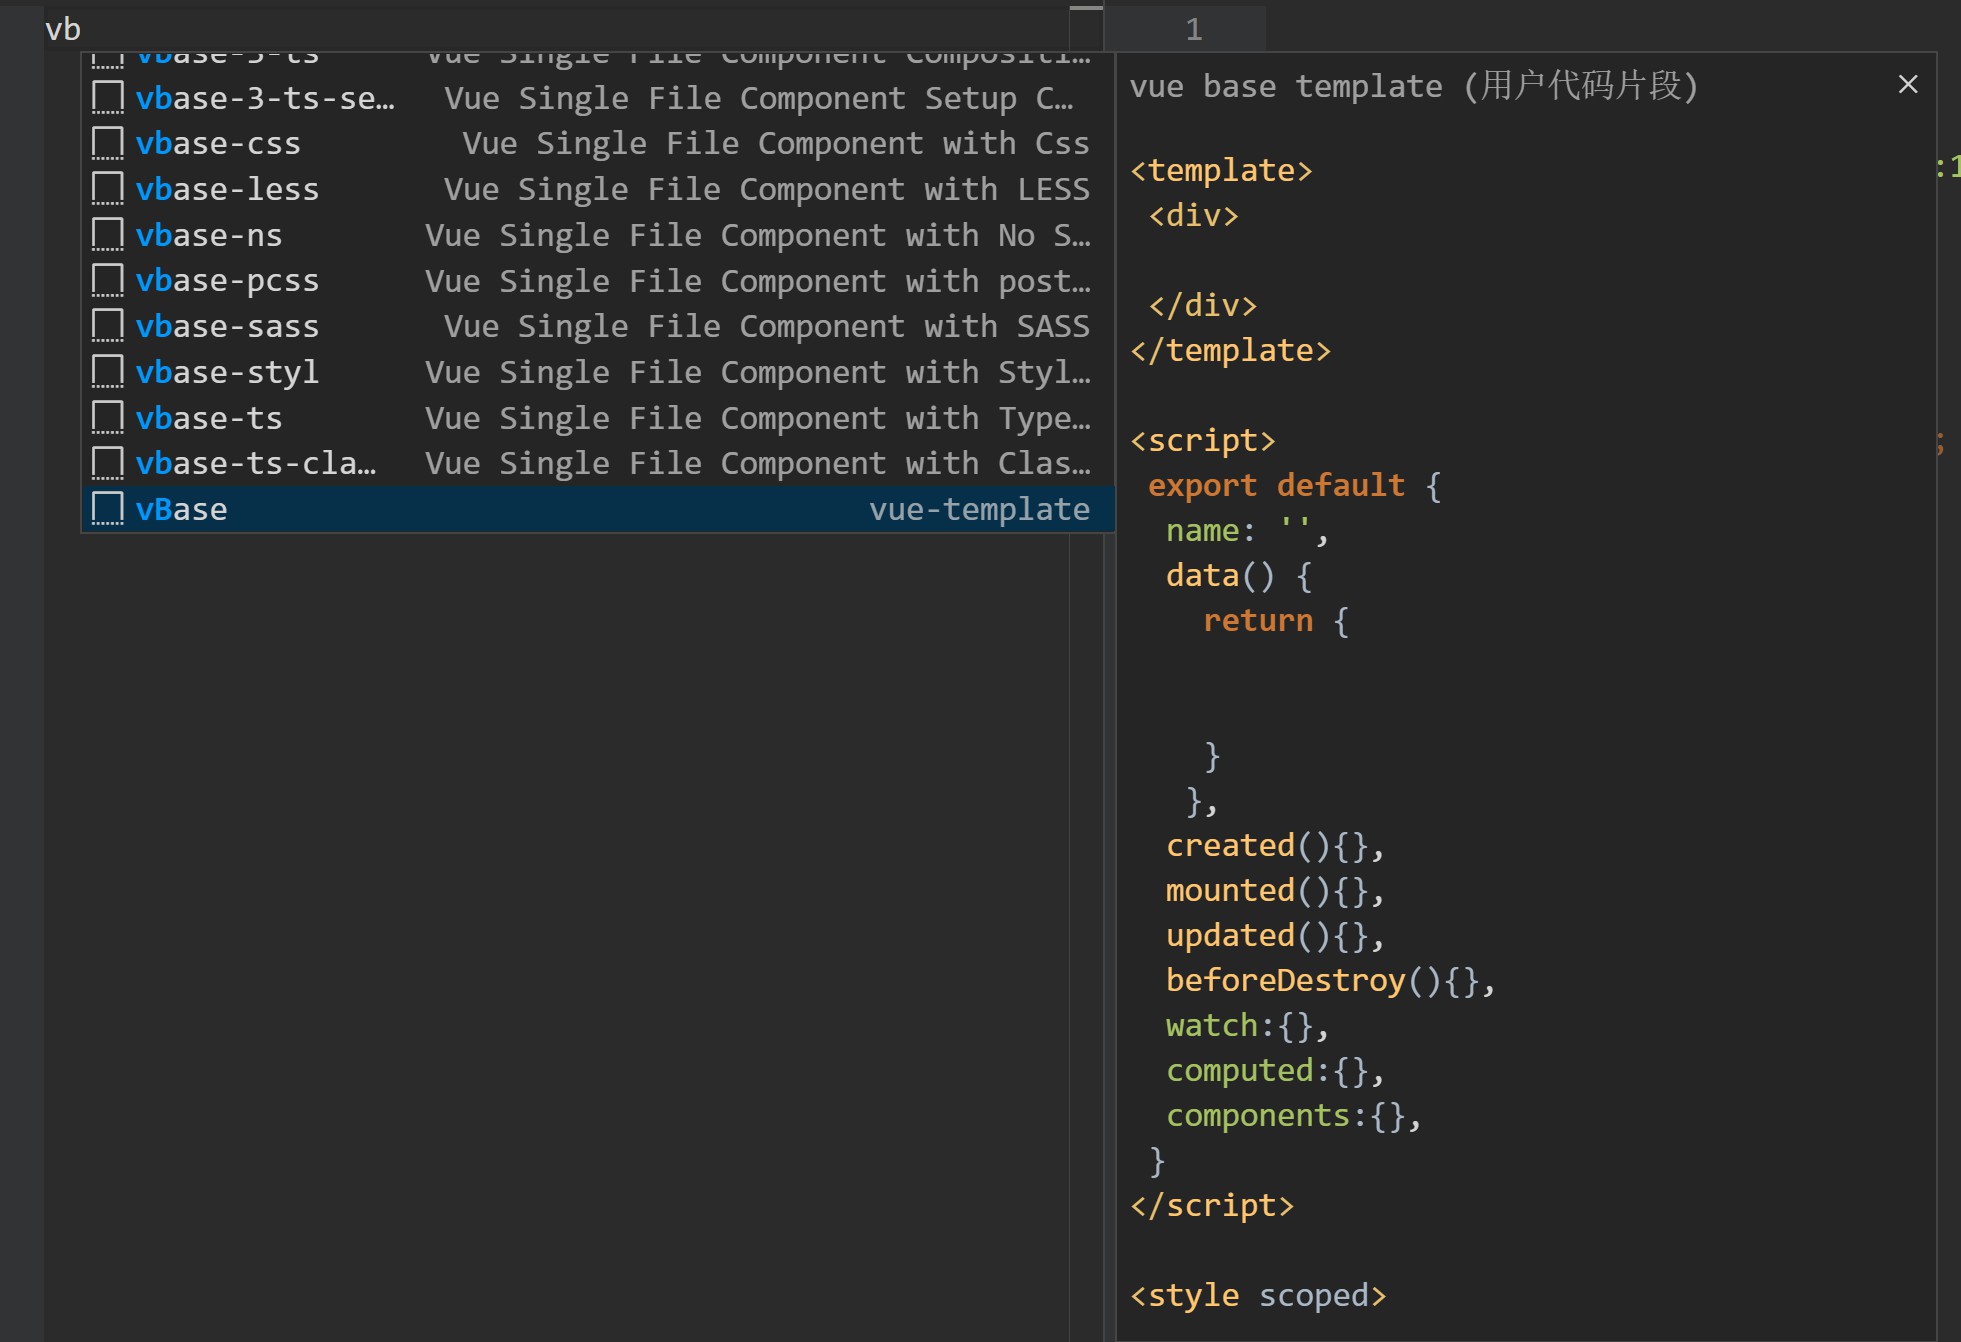 vb
1
vbase-3-ts Vue Single File Component Compositi…
vbase-3-ts-se… Vue Single File Component Setup C…
vbase-css Vue Single File Component with Css
vbase-less Vue Single File Component with LESS
vbase-ns Vue Single File Component with No S…
vbase-pcss Vue Single File Component with post…
vbase-sass Vue Single File Component with SASS
vbase-styl Vue Single File Component with Styl…
vbase-ts Vue Single File Component with Type…
vbase-ts-cla… Vue Single File Component with Clas…
vBase vue-template
vue base template (用户代码片段)
<template>
<div>
</div>
</template>
<script>
export default {
name: '',
data() {
return {
}
},
created(){},
mounted(){},
updated(){},
beforeDestroy(){},
watch:{},
computed:{},
components:{},
}
</script>
<style scoped>
:1
;